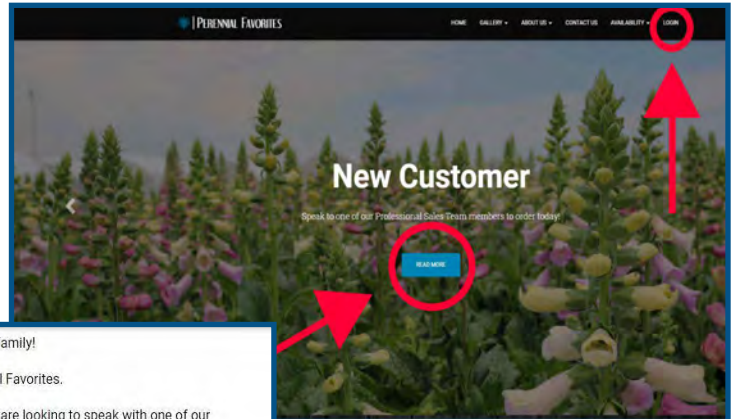 PERENNIAL FAVORITES
HOME GALLERY ABOUT US CONTACT US AVAILABILITY LOGIN
New Customer
Speak to one of our Professional Sales Team members to order today!
READ MORE
amily!
l Favorites.
are looking to speak with one of our